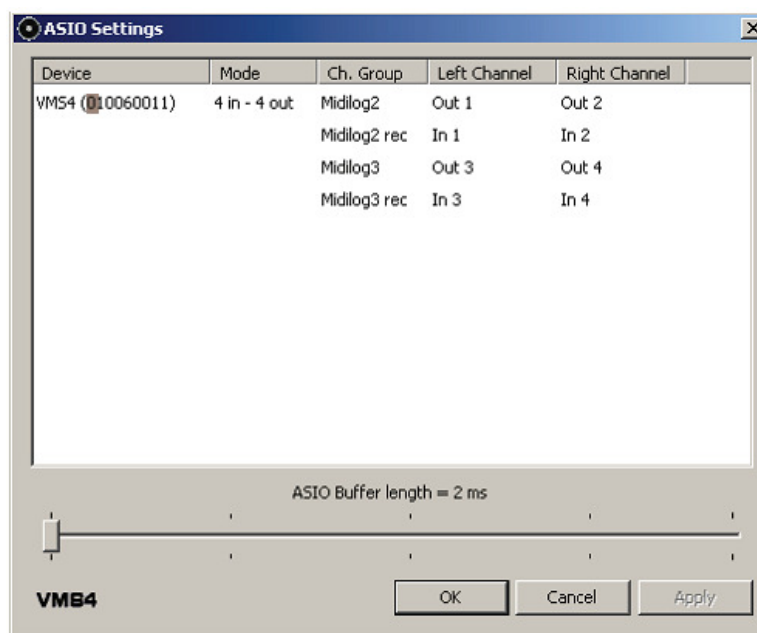 ASIO Settings
Device Mode Ch. Group Left Channel Right Channel
VMS4 (010060011) 4 in - 4 out Midilog2 Out 1 Out 2
Midilog2 rec In 1 In 2
Midilog3 Out 3 Out 4
Midilog3 rec In 3 In 4
ASIO Buffer length = 2 ms
VMS4 OK Cancel Apply